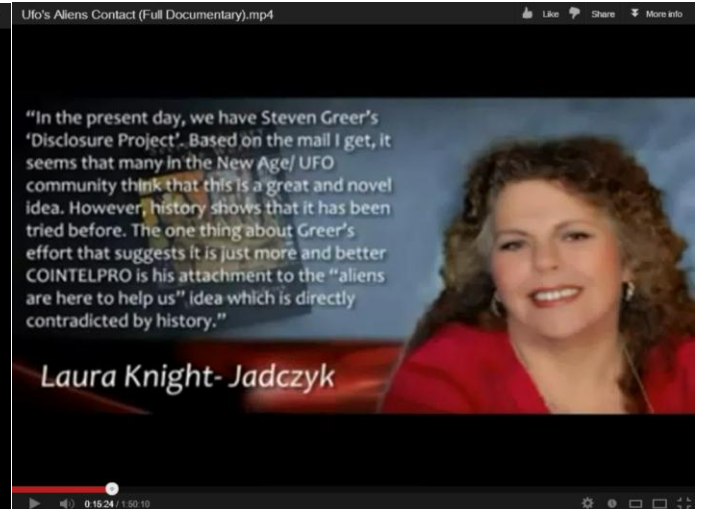 Ufo's Aliens Contact (Full Documentary).mp4
Like
Share
More info
“In the present day, we have Steven Greer's
‘Disclosure Project’. Based on the mail I get, it
seems that many in the New Age/ UFO
community think that this is a great and novel
idea. However, history shows that it has been
tried before. The one thing about Greer's
effort that suggests it is just more and better
COINTELPRO is his attachment to the “aliens
are here to help us” idea which is directly
contradicted by history.”
Laura Knight- Jadczyk
0:15:24 / 1:50:10